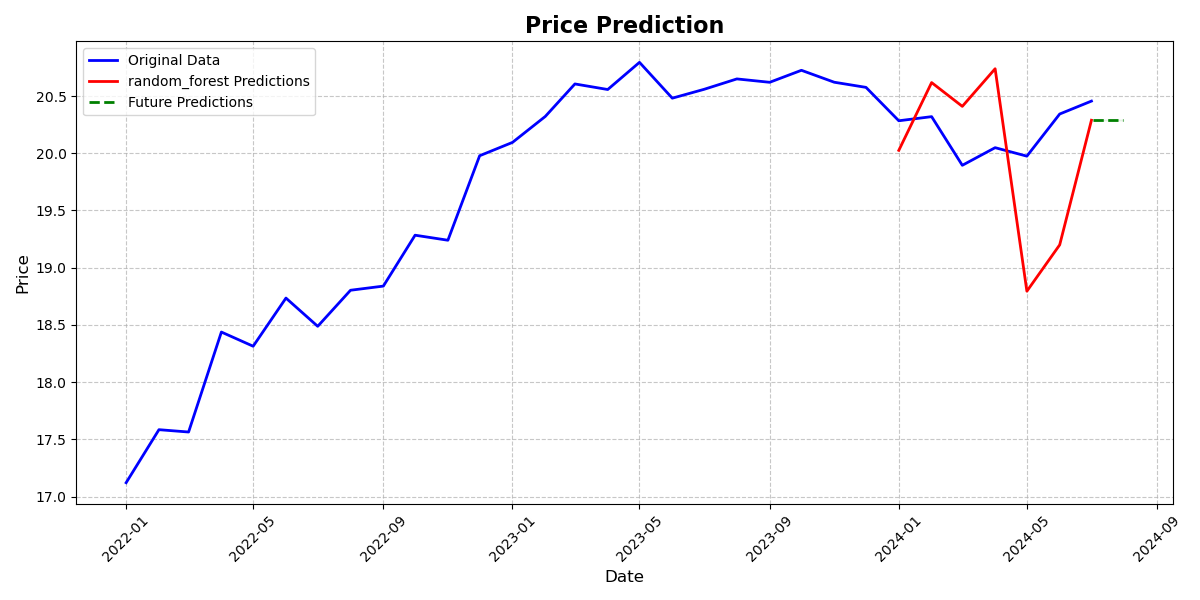 Price Prediction
Original Data
random_forest Predictions
Future Predictions
Price
20.5
20.0
19.5
19.0
18.5
18.0
17.5
17.0
2022-01
2022-05
2022-09
2023-01
2023-05
2023-09
2024-01
2024-05
2024-09
Date